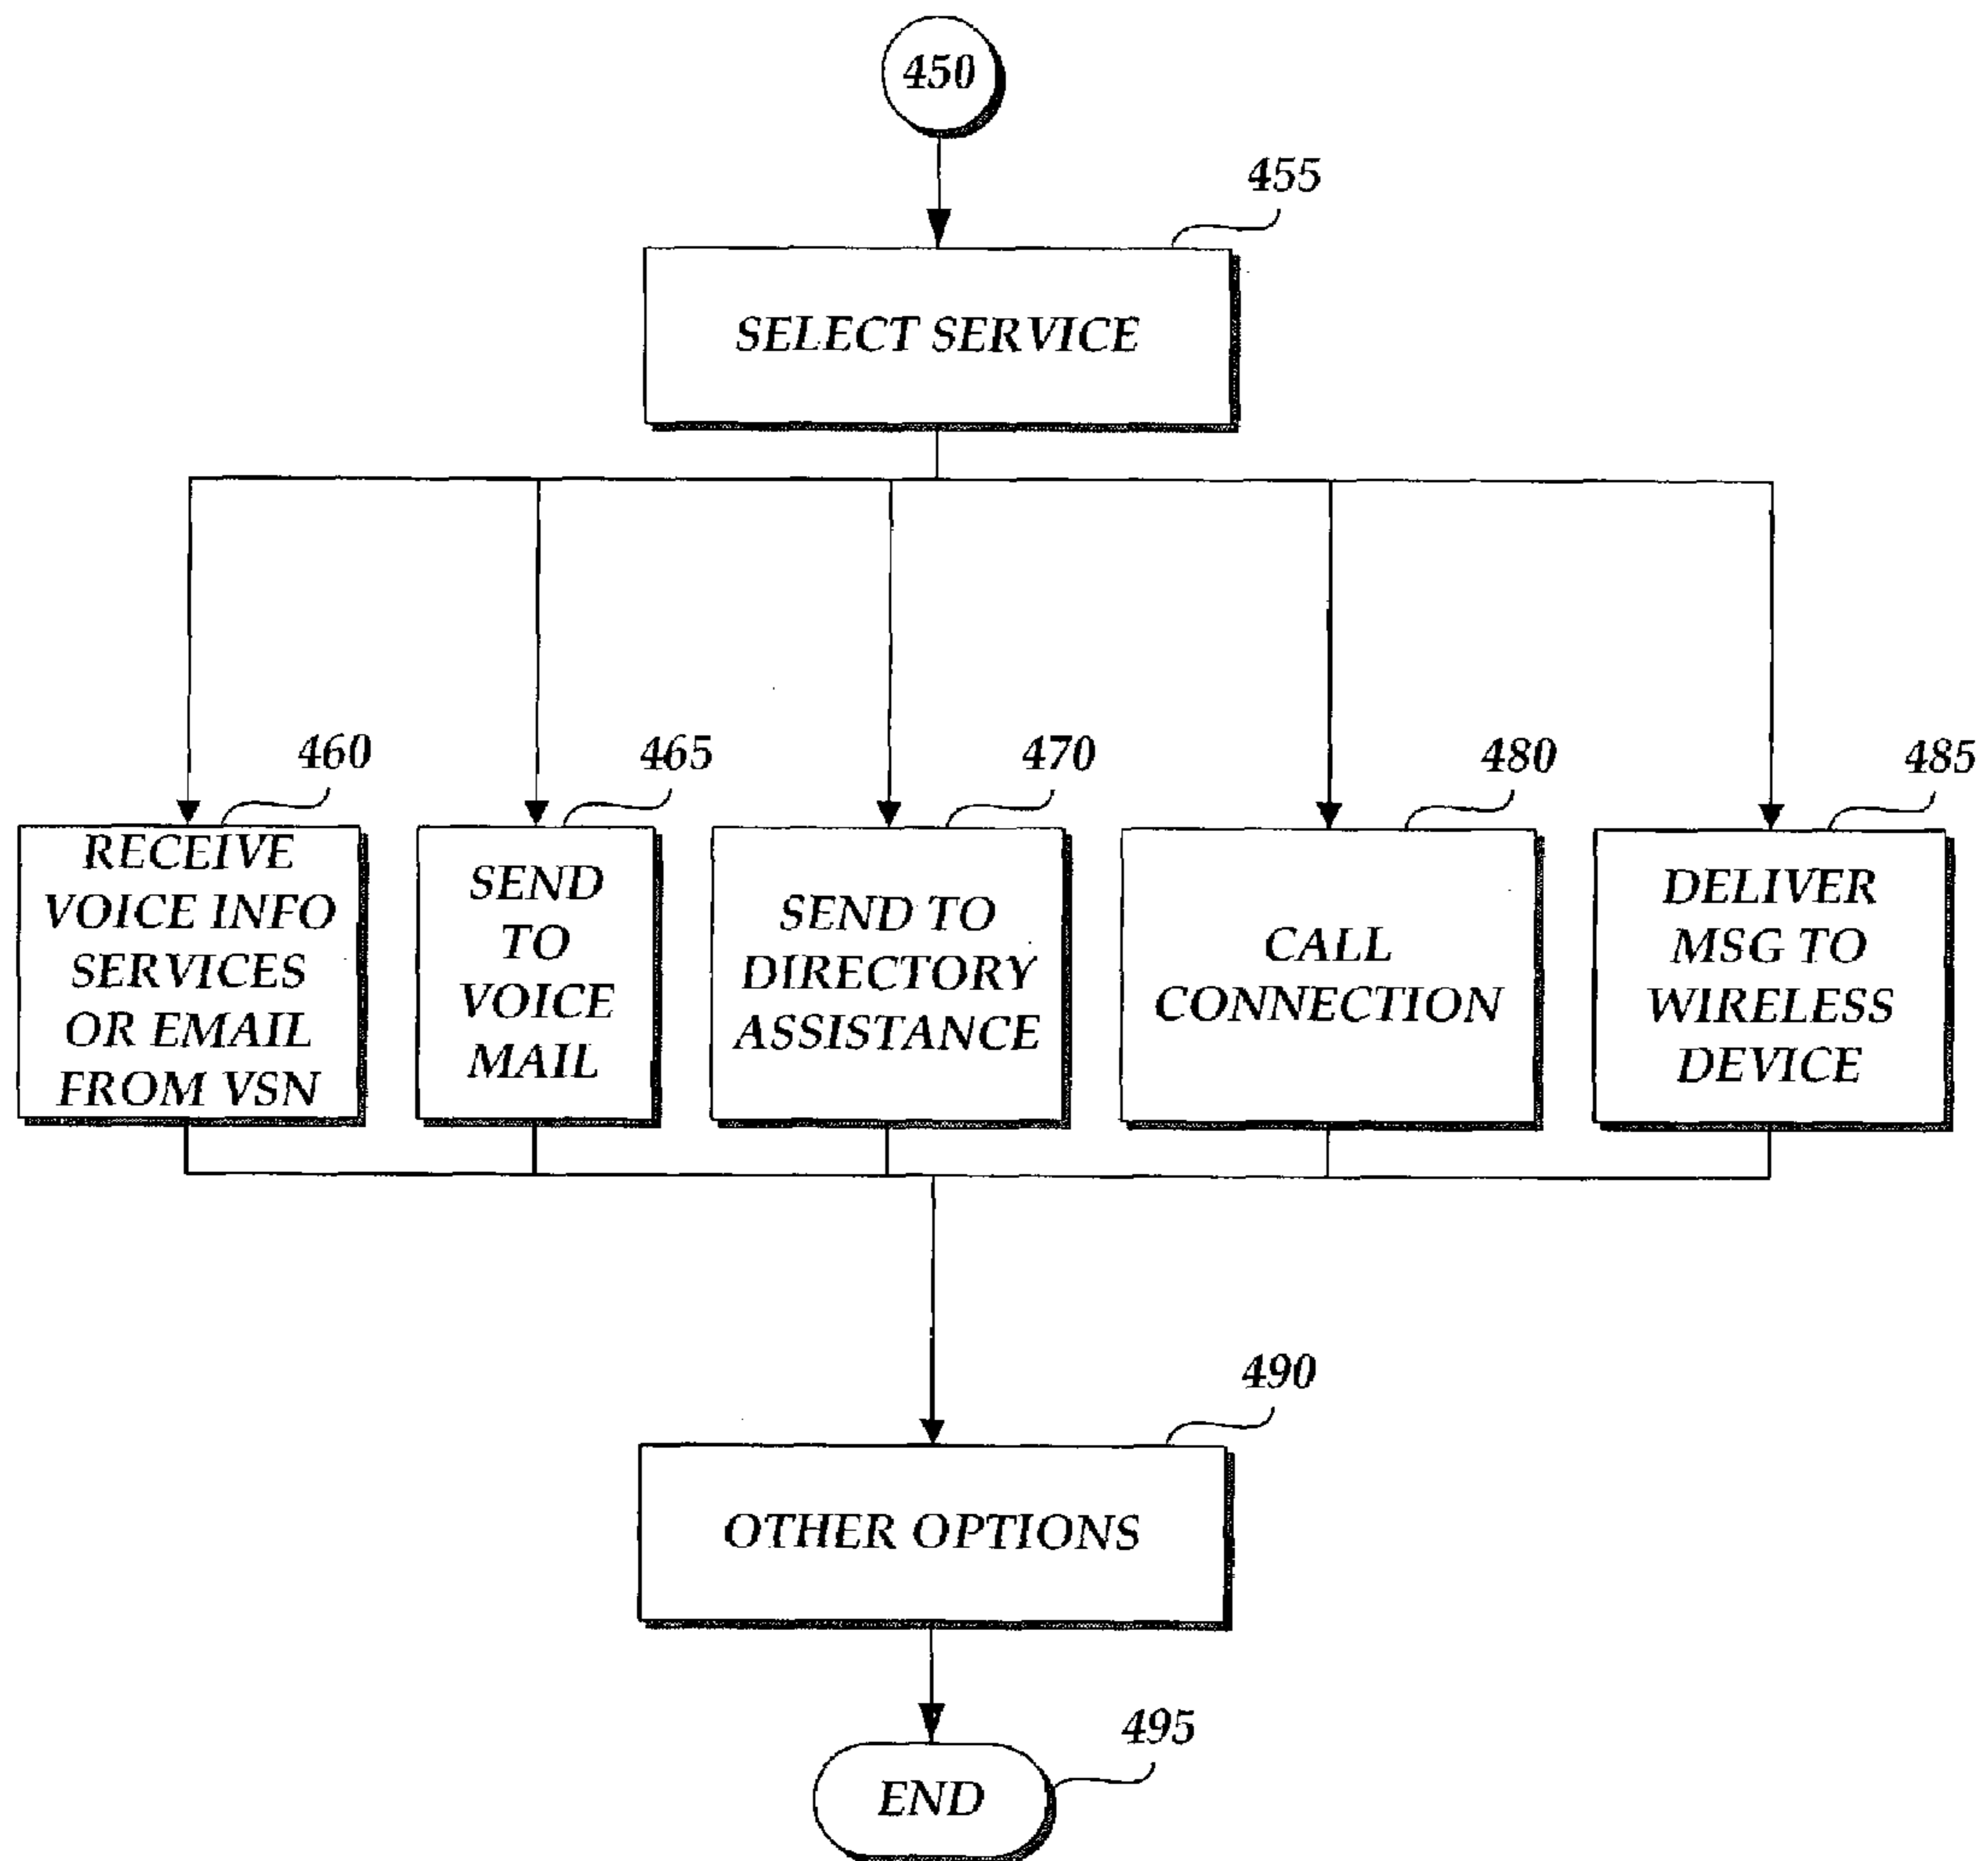 450
455
SELECT SERVICE
460
465
470
480
485
RECEIVE
VOICE INFO
SERVICES
OR EMAIL
FROM VSN
SEND
TO
VOICE
MAIL
SEND TO
DIRECTORY
ASSISTANCE
CALL
CONNECTION
DELIVER
MSG TO
WIRELESS
DEVICE
490
OTHER OPTIONS
495
END